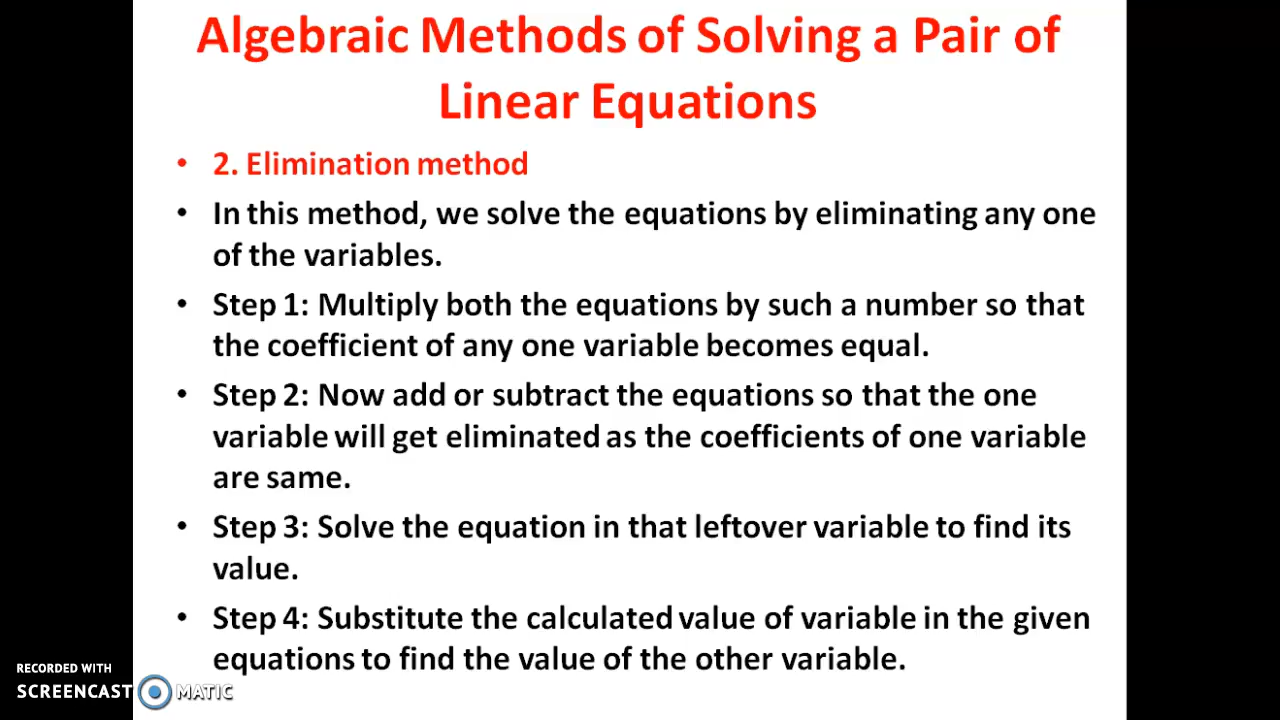 Algebraic Methods of Solving a Pair of
Linear Equations
• 2. Elimination method
• In this method, we solve the equations by eliminating any one
of the variables.
• Step 1: Multiply both the equations by such a number so that
the coefficient of any one variable becomes equal.
• Step 2: Now add or subtract the equations so that the one
variable will get eliminated as the coefficients of one variable
are same.
• Step 3: Solve the equation in that leftover variable to find its
value.
• Step 4: Substitute the calculated value of variable in the given
equations to find the value of the other variable.
RECORDED WITH
SCREENCAST MATIC